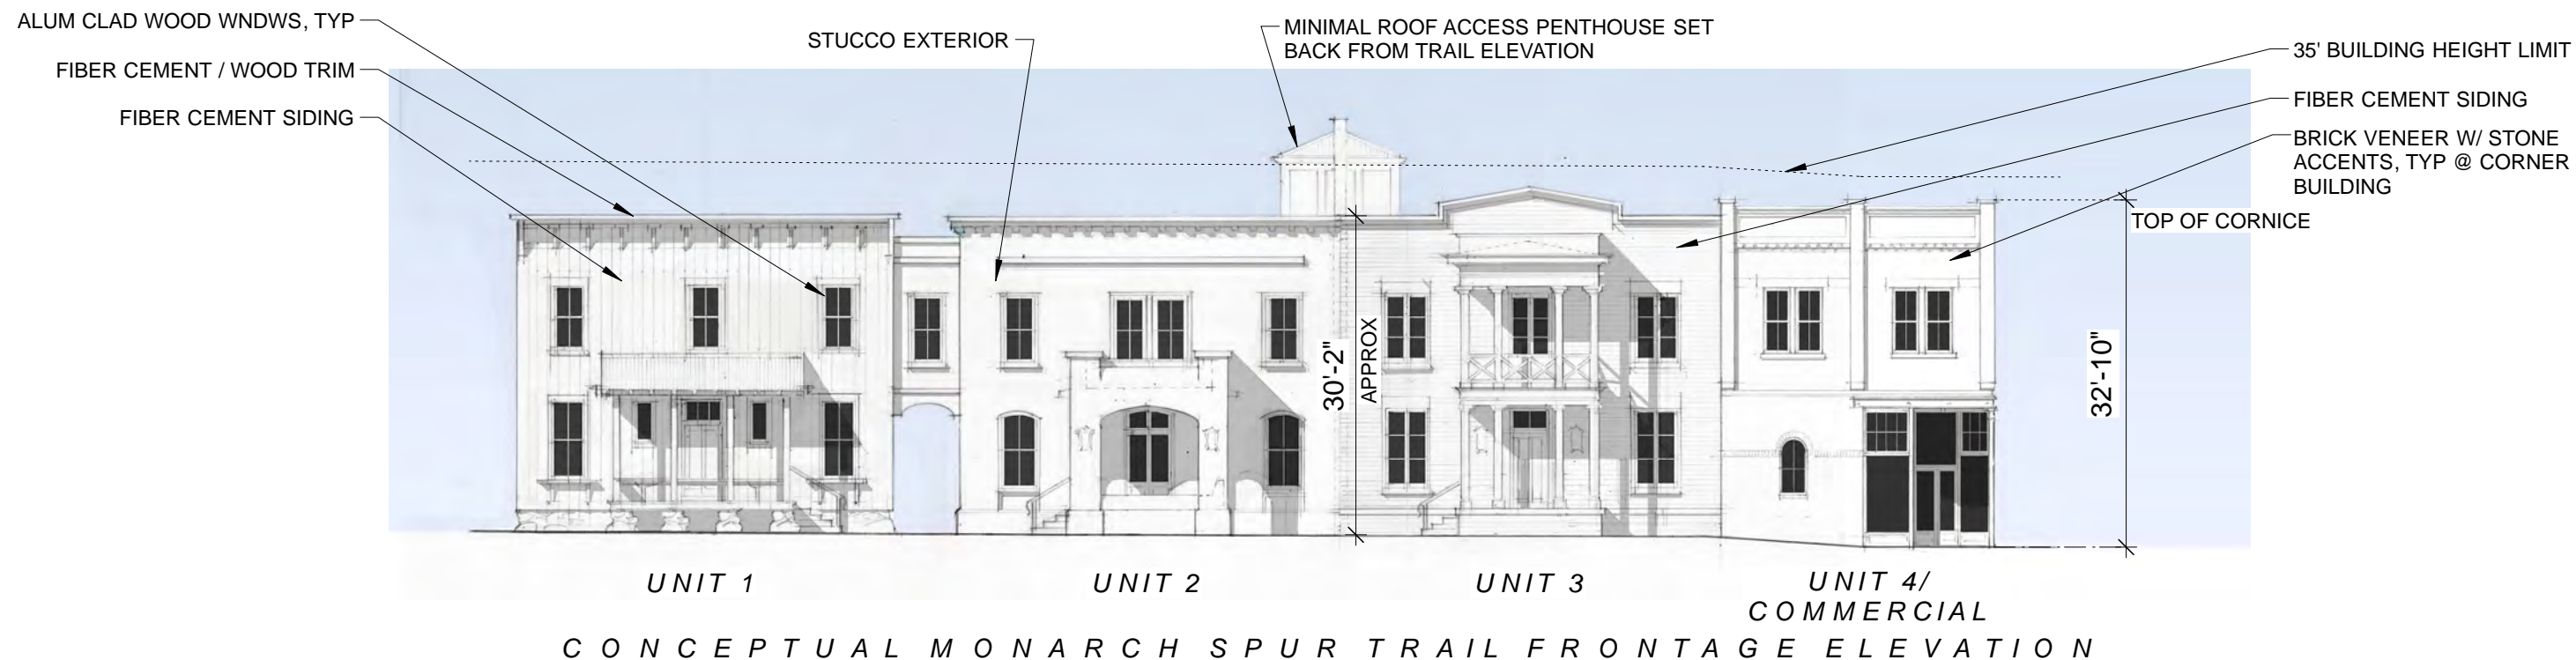 ALUM CLAD WOOD WNDWS, TYP
FIBER CEMENT / WOOD TRIM
FIBER CEMENT SIDING
STUCCO EXTERIOR
MINIMAL ROOF ACCESS PENTHOUSE SET
BACK FROM TRAIL ELEVATION
35' BUILDING HEIGHT LIMIT
FIBER CEMENT SIDING
BRICK VENEER W/ STONE
ACCENTS, TYP @ CORNER
BUILDING
TOP OF CORNICE
30'-2"
APPROX
32'-10"
UNIT 1
UNIT 2
UNIT 3
UNIT 4/
COMMERCIAL
CONCEPTUAL MONARCH SPUR TRAIL FRONTAGE ELEVATION